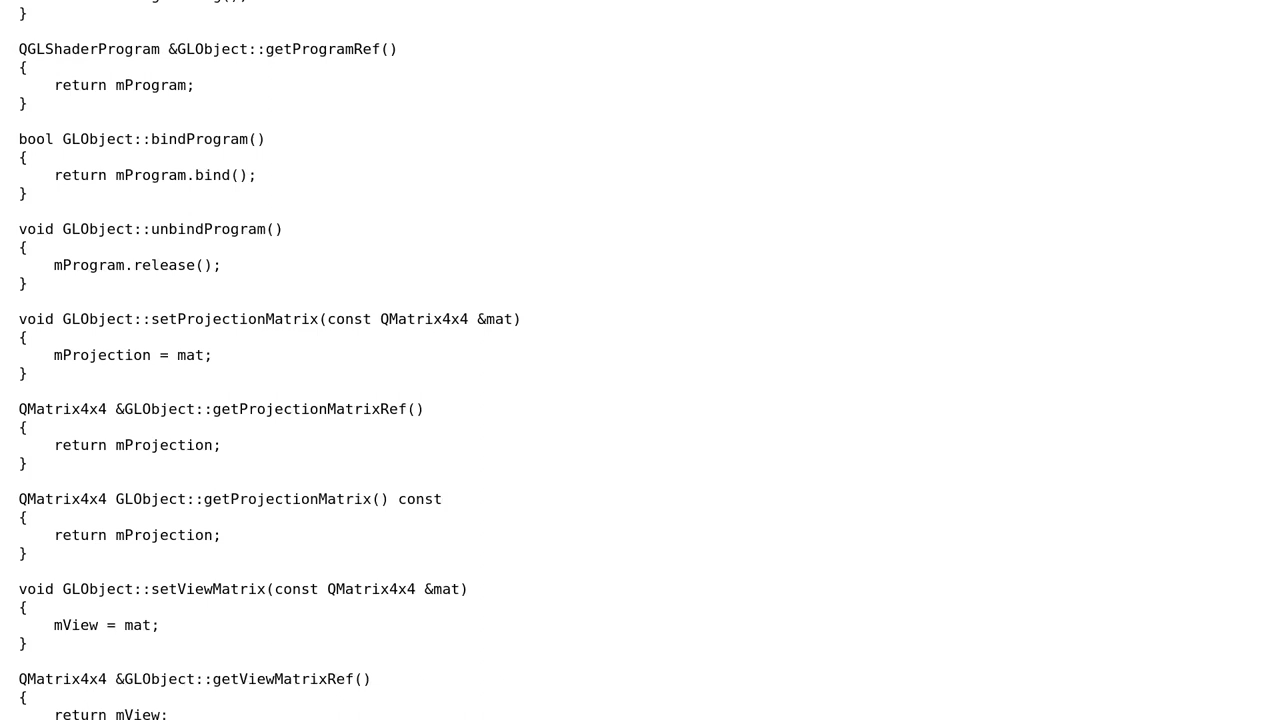 }

QGLShaderProgram &GLObject::getProgramRef()
{
    return mProgram;
}

bool GLObject::bindProgram()
{
    return mProgram.bind();
}

void GLObject::unbindProgram()
{
    mProgram.release();
}

void GLObject::setProjectionMatrix(const QMatrix4x4 &mat)
{
    mProjection = mat;
}

QMatrix4x4 &GLObject::getProjectionMatrixRef()
{
    return mProjection;
}

QMatrix4x4 GLObject::getProjectionMatrix() const
{
    return mProjection;
}

void GLObject::setViewMatrix(const QMatrix4x4 &mat)
{
    mView = mat;
}

QMatrix4x4 &GLObject::getViewMatrixRef()
{
    return mView;